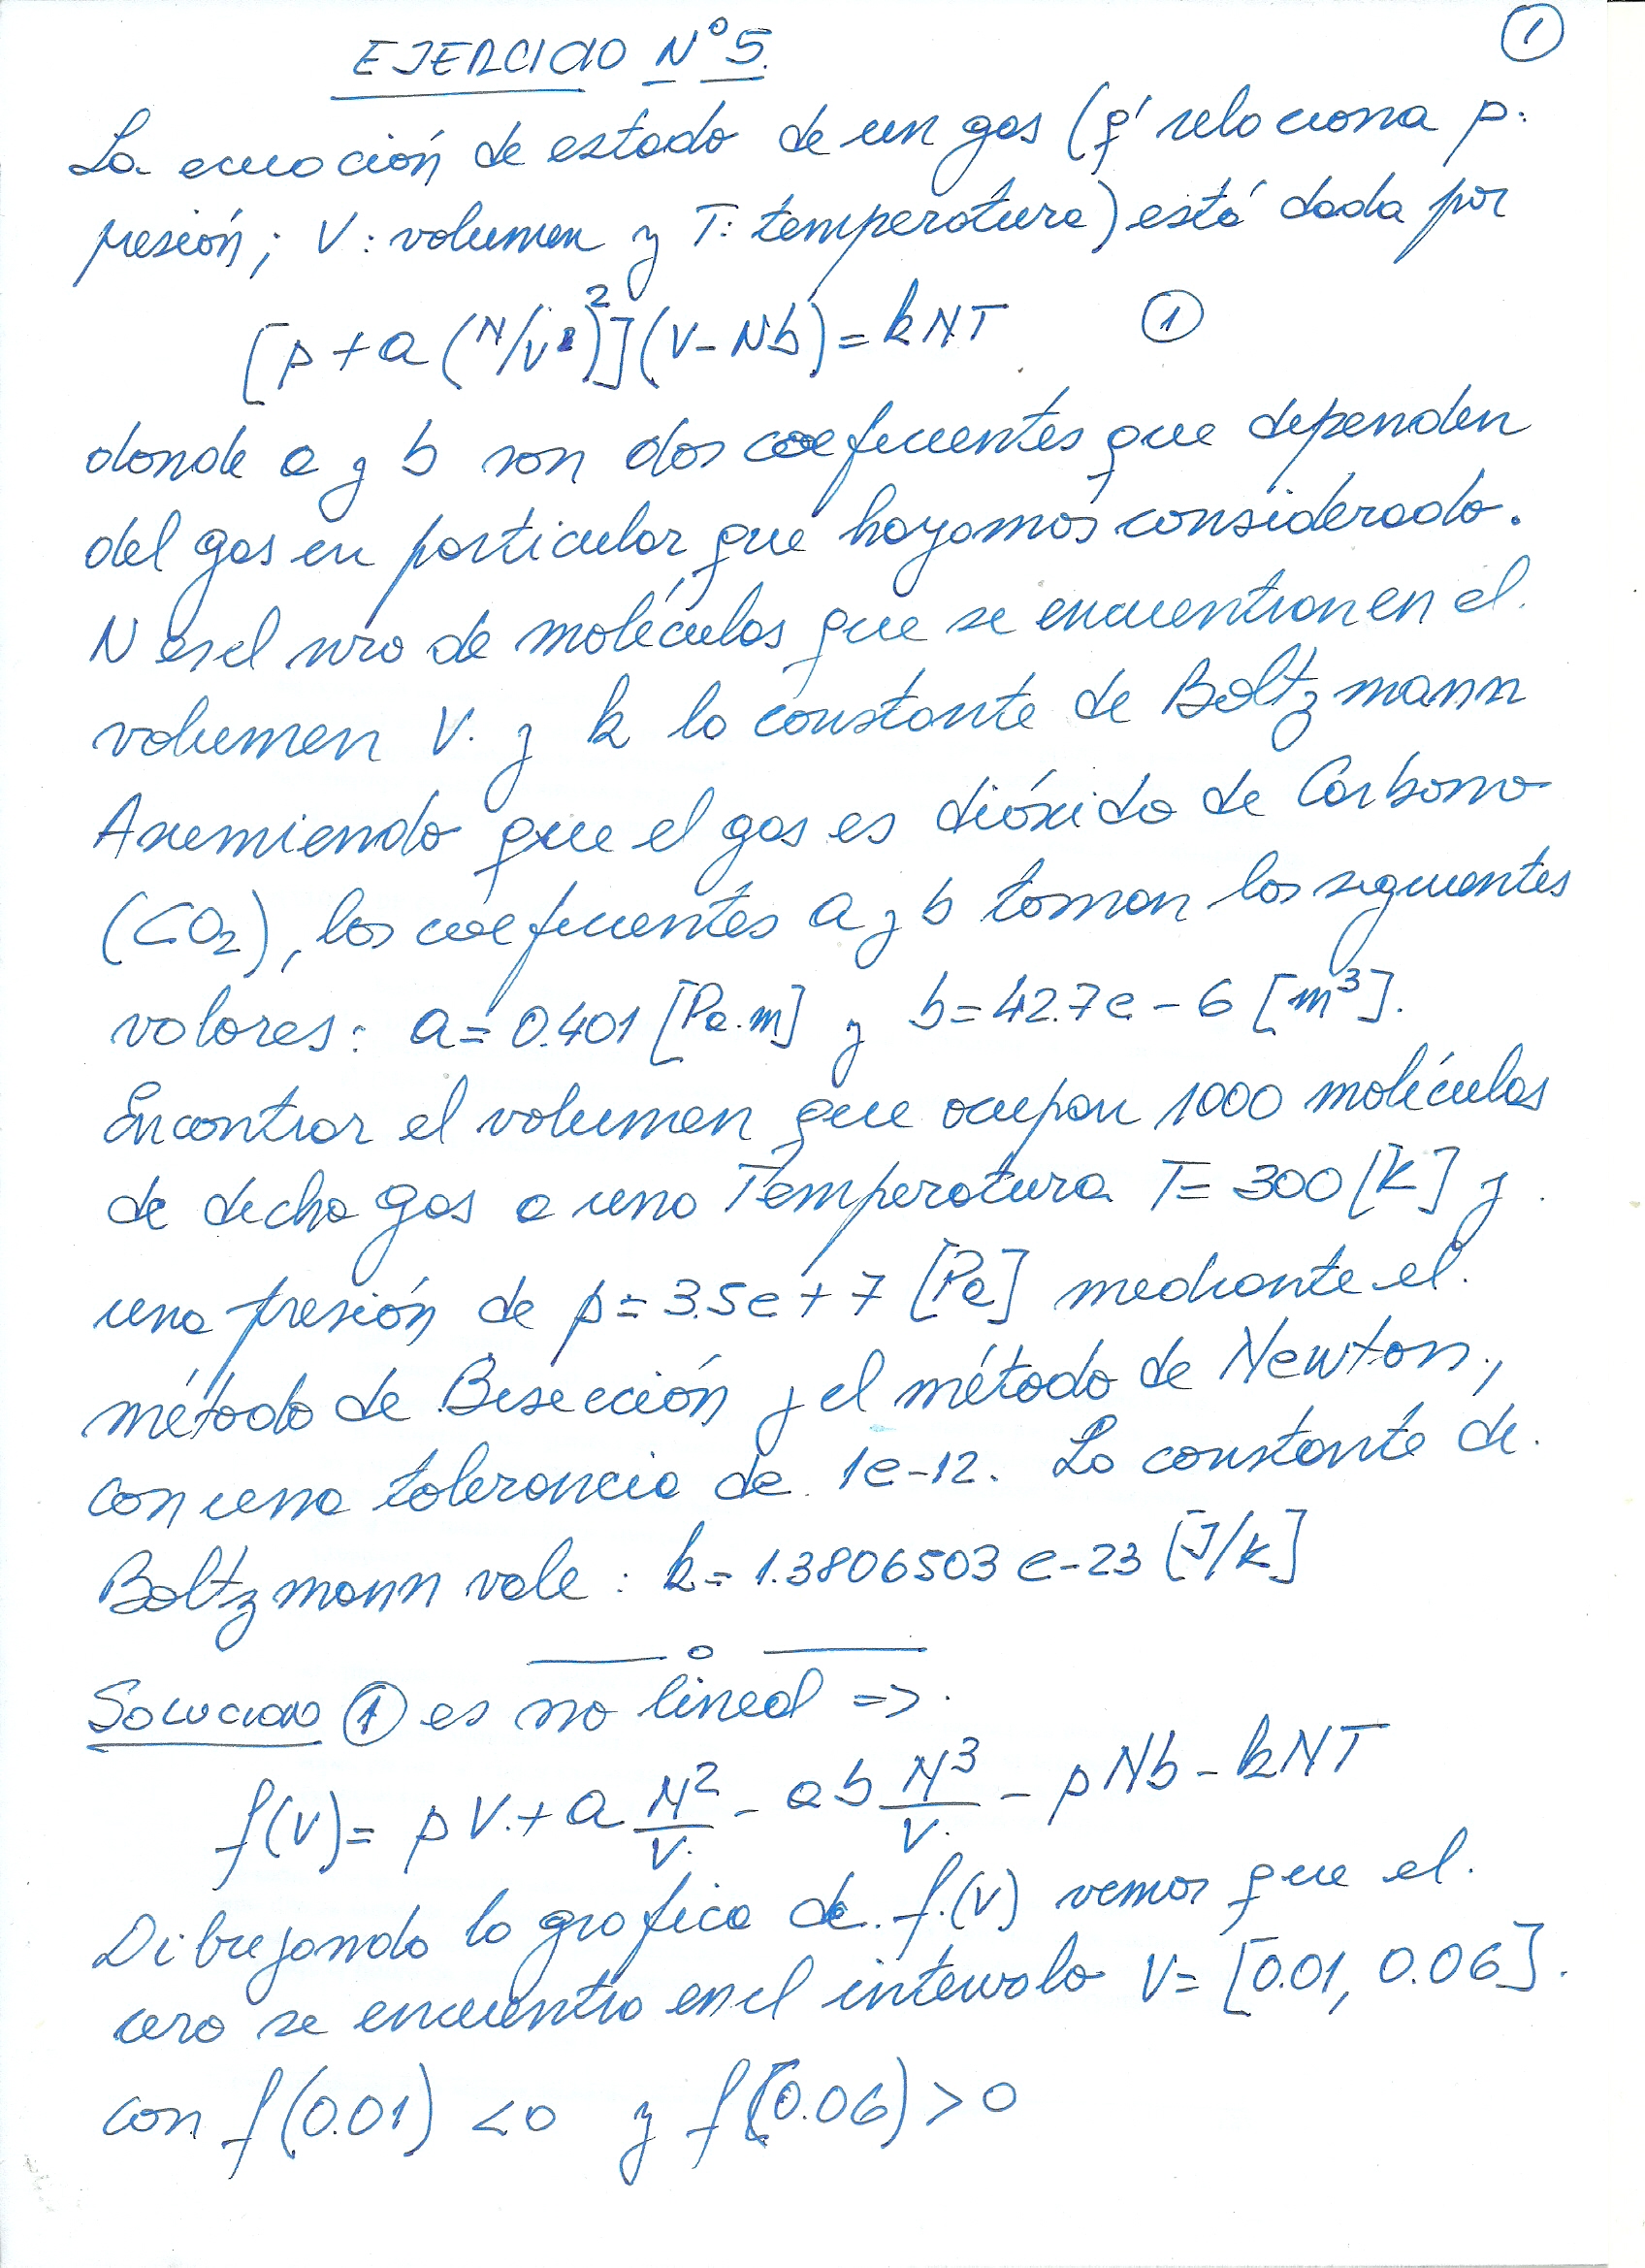 ①
EJERCICIO Nº 5.
La ecuación de estado de un gas (q' relaciona p:
presión; V: volumen y T: temperatura) está dada por
[p + a (N/V)²](V - Nb) = kNT ①
donde a y b son dos coeficientes que dependen
del gas en particular que hayamos considerado.
N es el nro de moléculas que se encuentran en el
volumen V. y k la constante de Boltzmann
Asumiendo que el gas es dióxido de Carbono
(CO₂), los coeficientes a y b toman los siguientes
valores: a = 0.401 [Pa.m] y b = 42.7e-6 [m³].
Encontrar el volumen que ocupan 1000 moléculas
de dicho gas a una Temperatura T = 300 [K] y
una presión de p = 3.5e+7 [Pa] mediante el
método de Bisección y el método de Newton,
con una tolerancia de 1e-12. La constante de
Boltzmann vale: k = 1.3806503 e-23 [J/K]
Solución ① es no lineal =>
f(V) = pV + a N²/V - ab N³/V - pNb - kNT
Dibujando la grafica de f(V) vemos que el
cero se encuentra en el intervalo V = [0.01, 0.06].
con f(0.01) < 0 y f(0.06) > 0